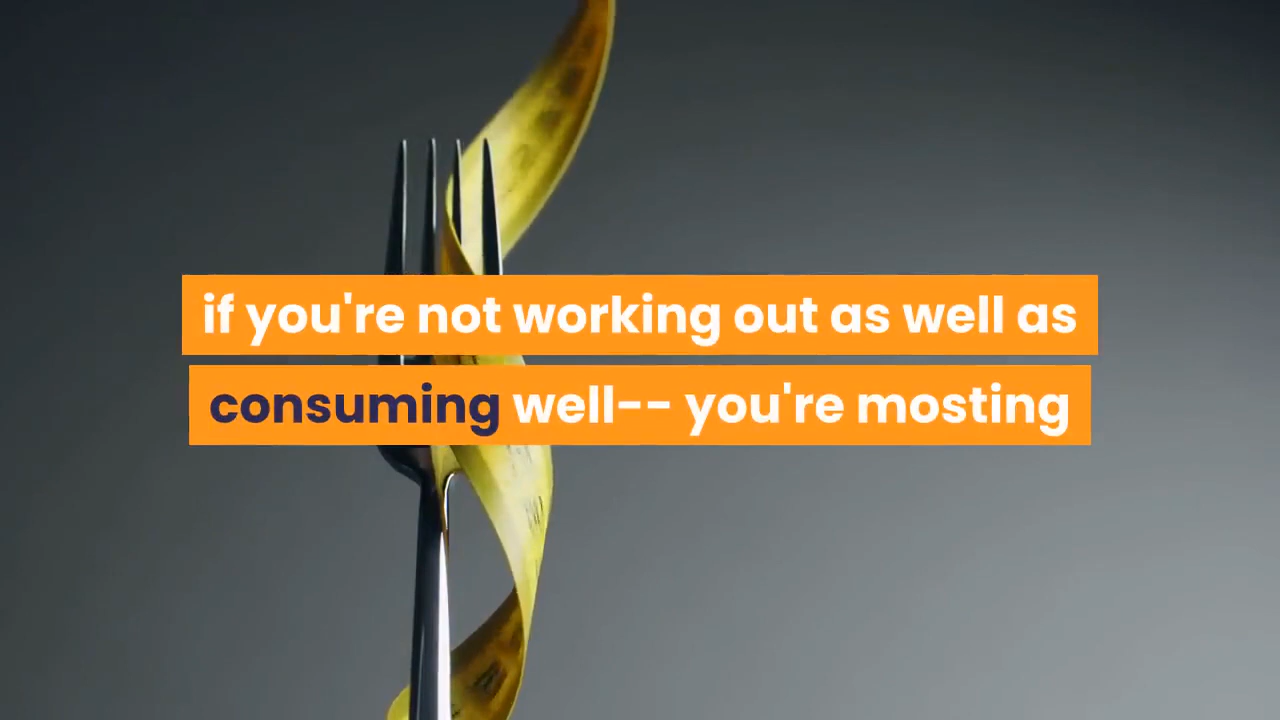 if you're not working out as well as
consuming well-- you're mosting